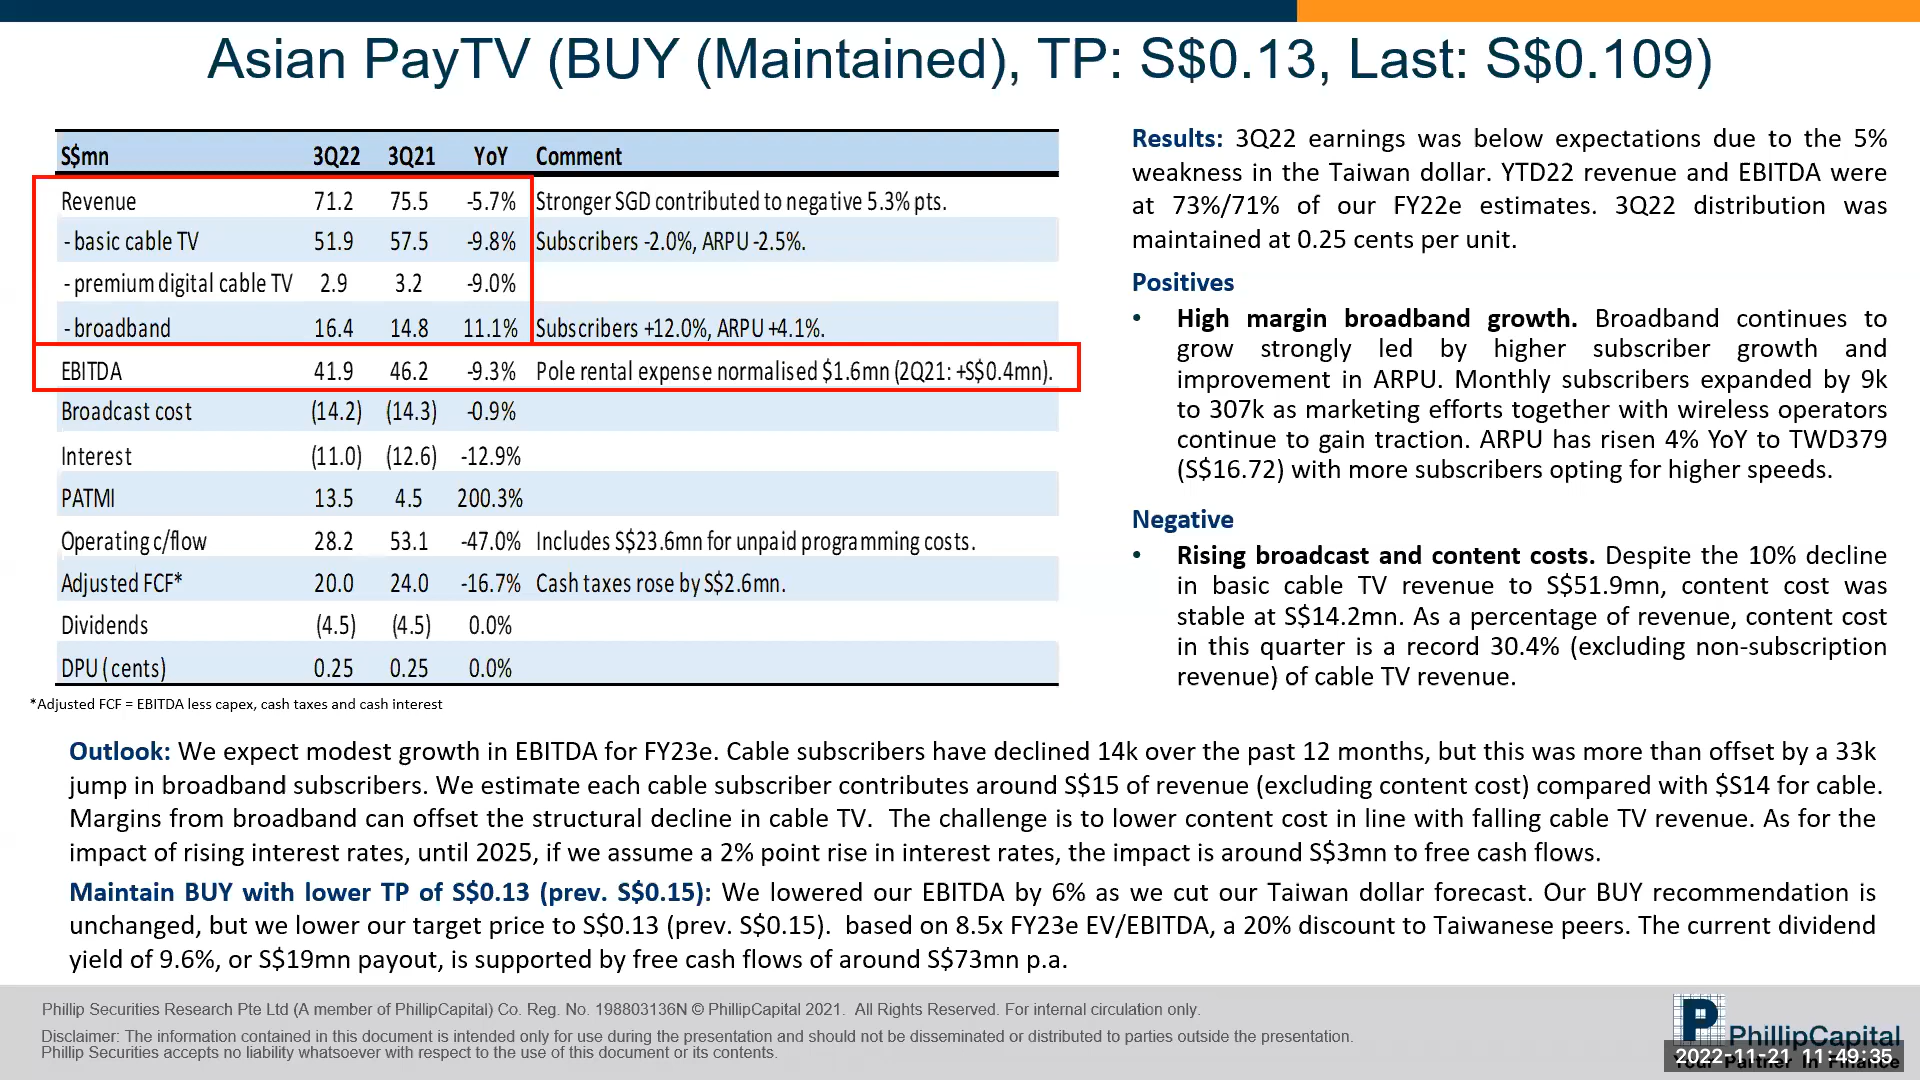 Asian PayTV (BUY (Maintained), TP: S$0.13, Last: S$0.109)
S$mn 3Q22 3Q21 YoY Comment
Revenue 71.2 75.5 -5.7% Stronger SGD contributed to negative 5.3% pts.
- basic cable TV 51.9 57.5 -9.8% Subscribers -2.0%, ARPU -2.5%.
- premium digital cable TV 2.9 3.2 -9.0%
- broadband 16.4 14.8 11.1% Subscribers +12.0%, ARPU +4.1%.
EBITDA 41.9 46.2 -9.3% Pole rental expense normalised $1.6mn (2Q21: +S$0.4mn).
Broadcast cost (14.2) (14.3) -0.9%
Interest (11.0) (12.6) -12.9%
PATMI 13.5 4.5 200.3%
Operating c/flow 28.2 53.1 -47.0% Includes S$23.6mn for unpaid programming costs.
Adjusted FCF* 20.0 24.0 -16.7% Cash taxes rose by S$2.6mn.
Dividends (4.5) (4.5) 0.0%
DPU (cents) 0.25 0.25 0.0%
*Adjusted FCF = EBITDA less capex, cash taxes and cash interest
Results: 3Q22 earnings was below expectations due to the 5%
weakness in the Taiwan dollar. YTD22 revenue and EBITDA were
at 73%/71% of our FY22e estimates. 3Q22 distribution was
maintained at 0.25 cents per unit.
Positives
• High margin broadband growth. Broadband continues to
grow strongly led by higher subscriber growth and
improvement in ARPU. Monthly subscribers expanded by 9k
to 307k as marketing efforts together with wireless operators
continue to gain traction. ARPU has risen 4% YoY to TWD379
(S$16.72) with more subscribers opting for higher speeds.
Negative
• Rising broadcast and content costs. Despite the 10% decline
in basic cable TV revenue to S$51.9mn, content cost was
stable at S$14.2mn. As a percentage of revenue, content cost
in this quarter is a record 30.4% (excluding non-subscription
revenue) of cable TV revenue.
Outlook: We expect modest growth in EBITDA for FY23e. Cable subscribers have declined 14k over the past 12 months, but this was more than offset by a 33k
jump in broadband subscribers. We estimate each cable subscriber contributes around S$15 of revenue (excluding content cost) compared with $S14 for cable.
Margins from broadband can offset the structural decline in cable TV. The challenge is to lower content cost in line with falling cable TV revenue. As for the
impact of rising interest rates, until 2025, if we assume a 2% point rise in interest rates, the impact is around S$3mn to free cash flows.
Maintain BUY with lower TP of S$0.13 (prev. S$0.15): We lowered our EBITDA by 6% as we cut our Taiwan dollar forecast. Our BUY recommendation is
unchanged, but we lower our target price to S$0.13 (prev. S$0.15). based on 8.5x FY23e EV/EBITDA, a 20% discount to Taiwanese peers. The current dividend
yield of 9.6%, or S$19mn payout, is supported by free cash flows of around S$73mn p.a.
Phillip Securities Research Pte Ltd (A member of PhillipCapital) Co. Reg. No. 198803136N © PhillipCapital 2021. All Rights Reserved. For internal circulation only.
Disclaimer: The information contained in this document is intended only for use during the presentation and should not be disseminated or distributed to parties outside the presentation.
Phillip Securities accepts no liability whatsoever with respect to the use of this document or its contents.
P PhillipCapital
Your Partner In Finance
2022-11-21 11:49:35